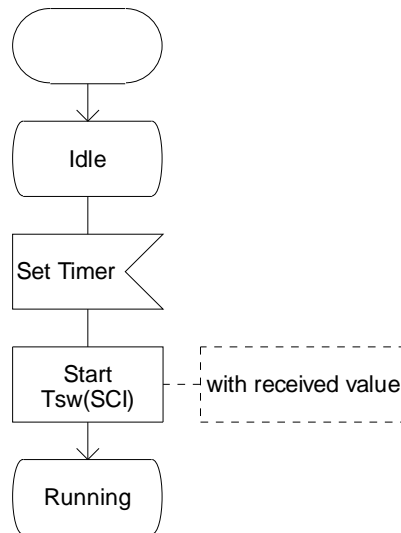 Idle
Set Timer
Start
Tsw(SCI)
with received value
Running